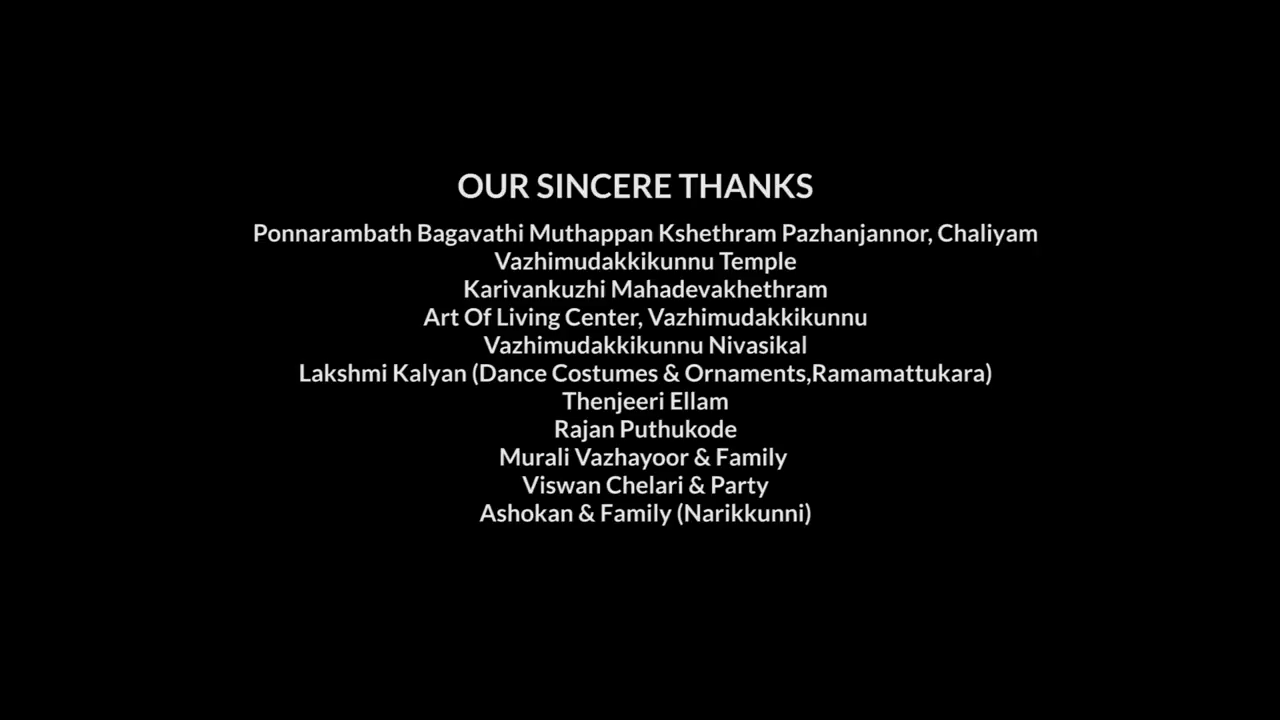 OUR SINCERE THANKS
Ponnarambath Bagavathi Muthappan Kshethram Pazhanjannor, Chaliyam
Vazhimudakkikunnu Temple
Karivankuzhi Mahadevakhethram
Art Of Living Center, Vazhimudakkikunnu
Vazhimudakkikunnu Nivasikal
Lakshmi Kalyan (Dance Costumes & Ornaments,Ramamattukara)
Thenjeeri Ellam
Rajan Puthukode
Murali Vazhayoor & Family
Viswan Chelari & Party
Ashokan & Family (Narikkunni)